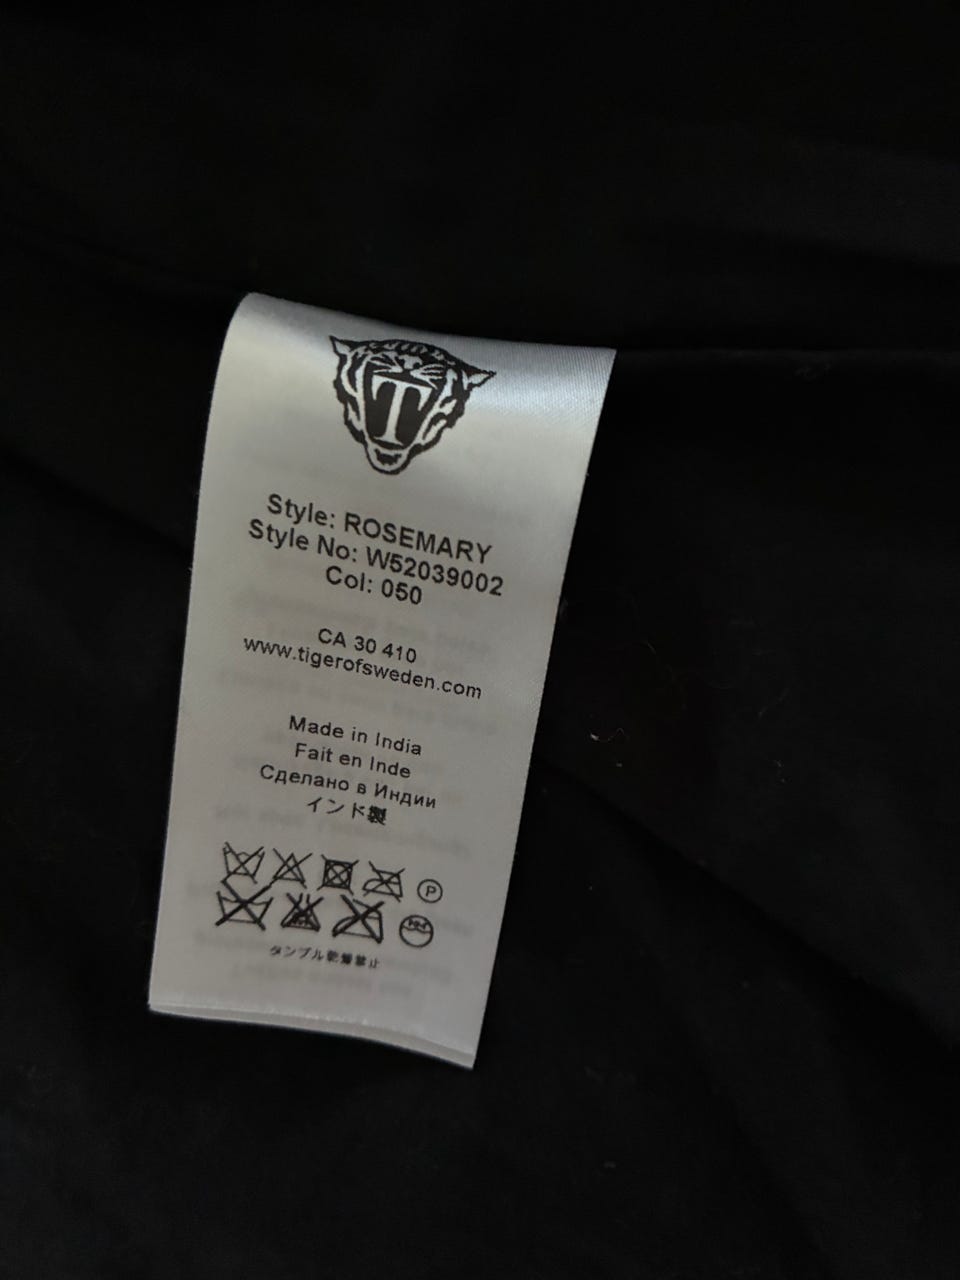 T
Style: ROSEMARY
Style No: W52039002
Col: 050
CA 30 410
www.tigerofsweden.com
Made in India
Fait en Inde
Сделано в Индии
インド製
P
タンブル乾燥禁止